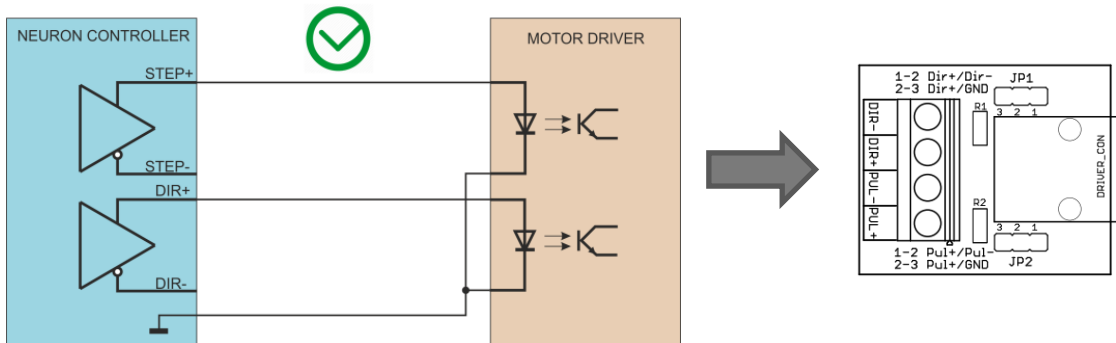 NEURON CONTROLLER
STEP+
STEP-
DIR+
DIR-
MOTOR DRIVER
1-2 Dir+/Dir-
2-3 Dir+/GND
JP1
3 2 1
R1
DIR-
DIR+
PUL-
PUL+
DRIVER_CON
R2
3 2 1
JP2
1-2 Pul+/Pul-
2-3 Pul+/GND